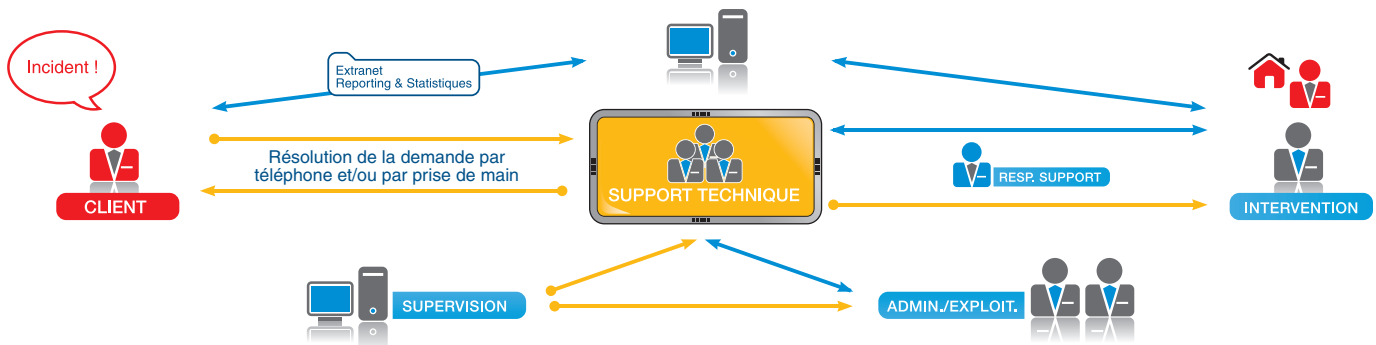 Incident !
Extranet
Reporting & Statistiques
Résolution de la demande par
téléphone et/ou par prise de main
CLIENT
SUPPORT TECHNIQUE
RESP. SUPPORT
INTERVENTION
SUPERVISION
ADMIN./EXPLOIT.